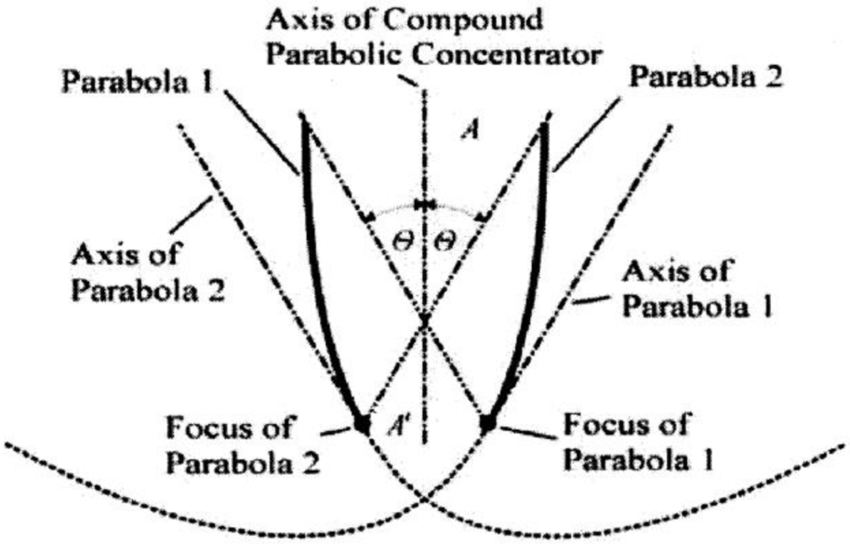 Axis of Compound
Parabolic Concentrator
Parabola 1
Parabola 2
A
Θ Θ
Axis of
Parabola 2
Axis of
Parabola 1
Focus of
Parabola 2
A'
Focus of
Parabola 1